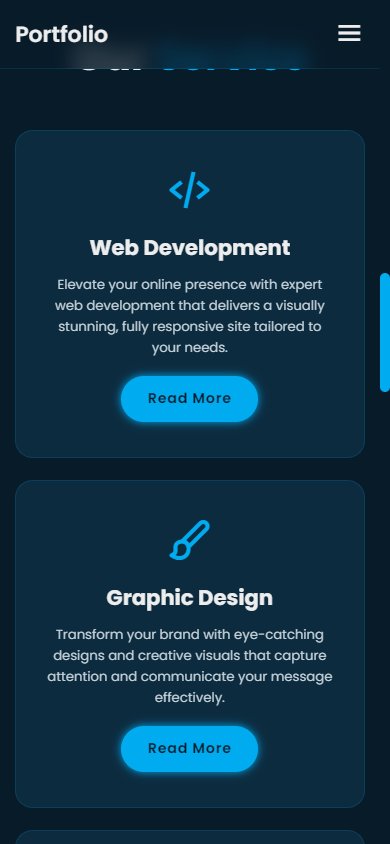 Portfolio
Our Service
Web Development
Elevate your online presence with expert
web development that delivers a visually
stunning, fully responsive site tailored to
your needs.
Read More
Graphic Design
Transform your brand with eye-catching
designs and creative visuals that capture
attention and communicate your message
effectively.
Read More